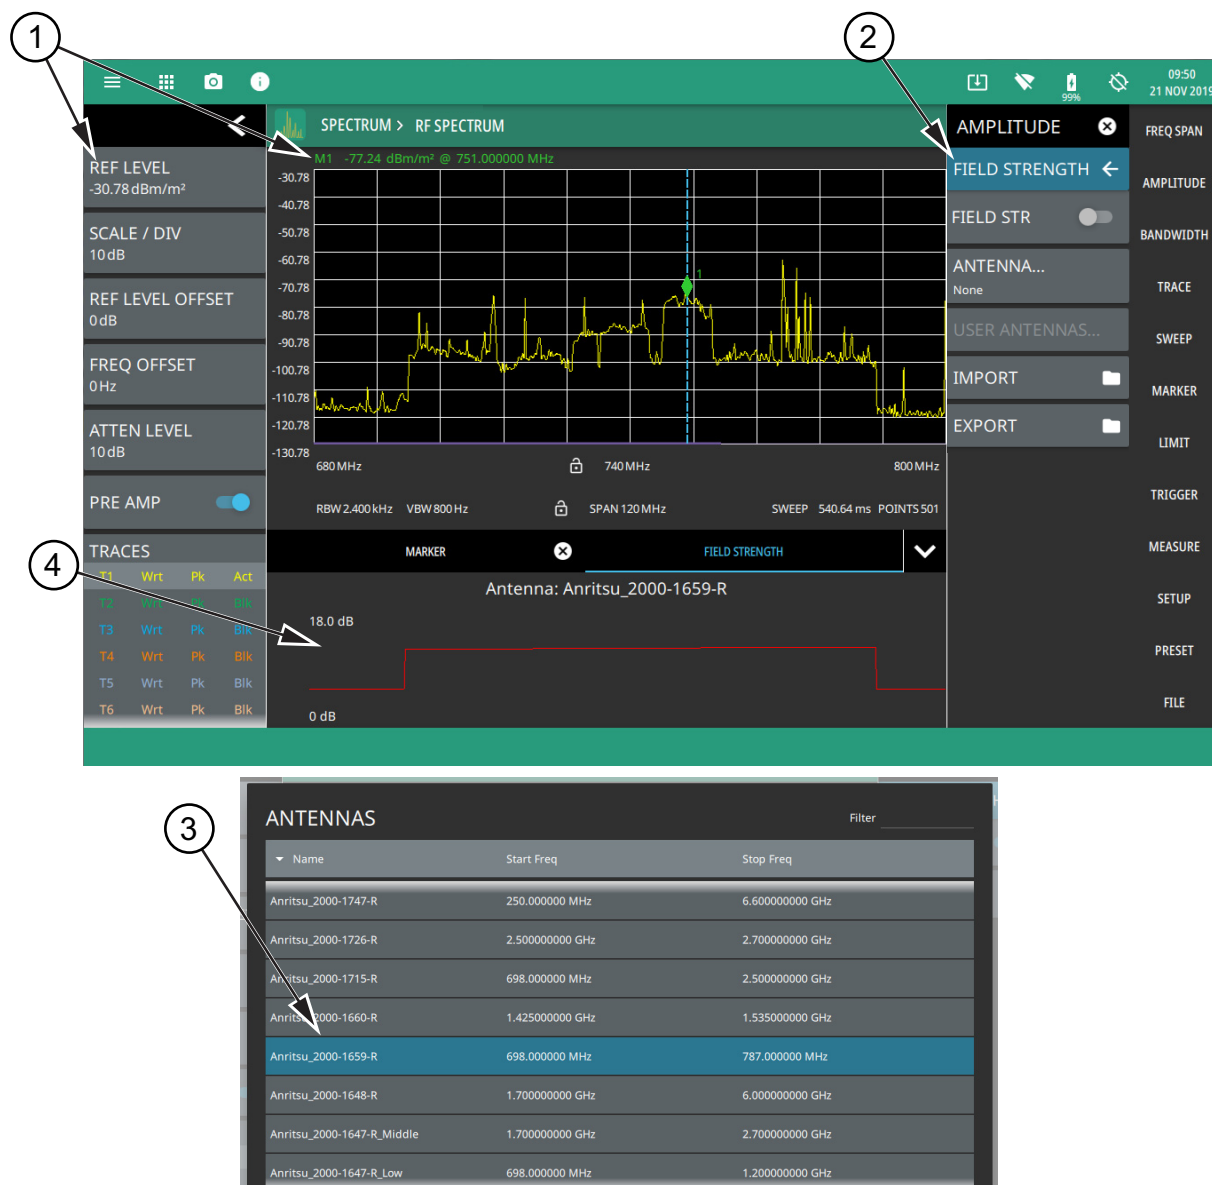 1
2
09:50
99%
21 NOV 2019
SPECTRUM > RF SPECTRUM
AMPLITUDE
FREQ SPAN
M1 -77.24 dBm/m² @ 751.000000 MHz
REF LEVEL
-30.78 dBm/m²
FIELD STRENGTH
AMPLITUDE
SCALE / DIV
10 dB
FIELD STR
BANDWIDTH
REF LEVEL OFFSET
0 dB
ANTENNA...
None
TRACE
USER ANTENNAS...
SWEEP
FREQ OFFSET
0 Hz
IMPORT
MARKER
ATTEN LEVEL
10 dB
EXPORT
LIMIT
-30.78
-40.78
-50.78
-60.78
-70.78
-80.78
-90.78
-100.78
-110.78
-120.78
-130.78
1
680 MHz 740 MHz 800 MHz
PRE AMP
RBW 2.400 kHz VBW 800 Hz SPAN 120 MHz SWEEP 540.64 ms POINTS 501
TRIGGER
TRACES
MARKER FIELD STRENGTH
MEASURE
4
T1 Wrt Pk Act
T2 Wrt Pk Blk
T3 Wrt Pk Blk
T4 Wrt Pk Blk
T5 Wrt Pk Blk
T6 Wrt Pk Blk
Antenna: Anritsu_2000-1659-R
18.0 dB
0 dB
SETUP
PRESET
FILE
3
ANTENNAS
Filter
Name Start Freq Stop Freq
Anritsu_2000-1747-R 250.000000 MHz 6.600000000 GHz
Anritsu_2000-1726-R 2.500000000 GHz 2.700000000 GHz
Anritsu_2000-1715-R 698.000000 MHz 2.500000000 GHz
Anritsu_2000-1660-R 1.425000000 GHz 1.535000000 GHz
Anritsu_2000-1659-R 698.000000 MHz 787.000000 MHz
Anritsu_2000-1648-R 1.700000000 GHz 6.000000000 GHz
Anritsu_2000-1647-R_Middle 1.700000000 GHz 2.700000000 GHz
Anritsu_2000-1647-R_Low 698.000000 MHz 1.200000000 GHz